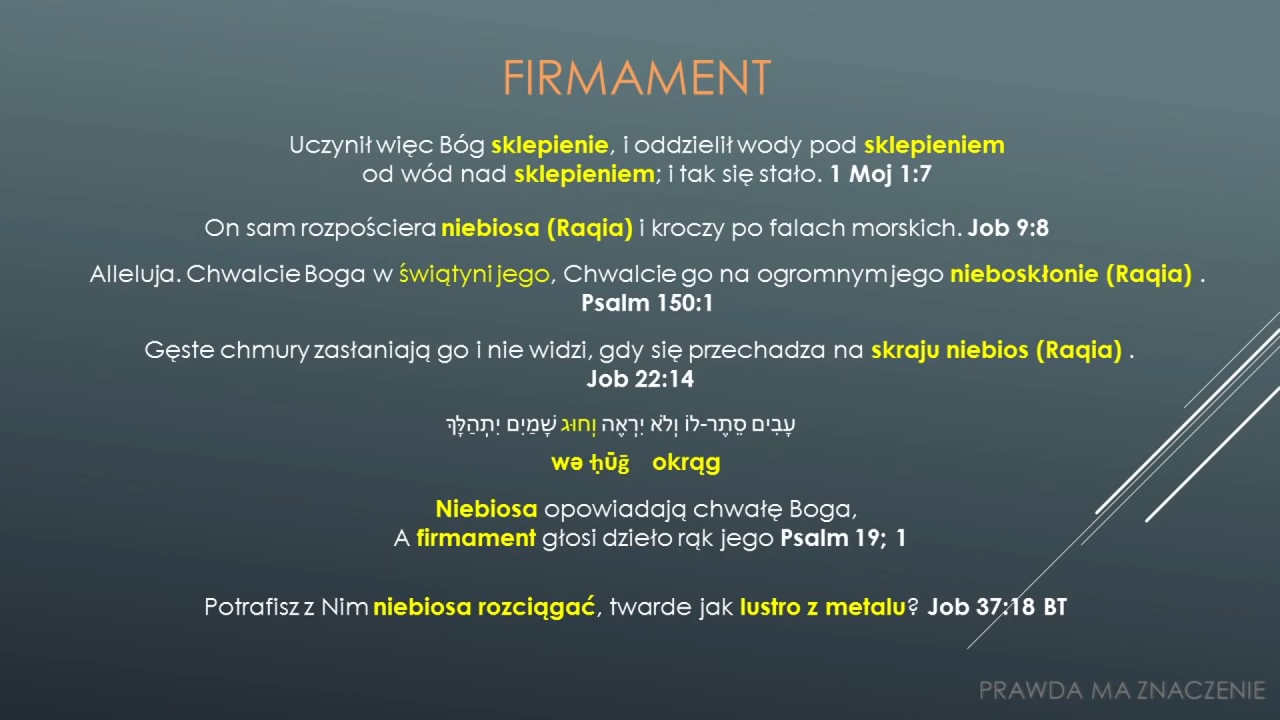 FIRMAMENT
Uczynił więc Bóg sklepienie, i oddzielił wody pod sklepieniem
od wód nad sklepieniem; i tak się stało. 1 Moj 1:7
On sam rozpościera niebiosa (Raqia) i kroczy po falach morskich. Job 9:8
Alleluja. Chwalcie Boga w świątyni jego, Chwalcie go na ogromnym jego nieboskłonie (Raqia) .
Psalm 150:1
Gęste chmury zasłaniają go i nie widzi, gdy się przechadza na skraju niebios (Raqia) .
Job 22:14
עָבִים סֵתֶר-לוֹ וְלֹא יִרְאֶה וְחוּג שָׁמַיִם יִתְהַלָּךְ
wə ḥūḡ okrąg
Niebiosa opowiadają chwałę Boga,
A firmament głosi dzieło rąk jego Psalm 19; 1
Potrafisz z Nim niebiosa rozciągać, twarde jak lustro z metalu? Job 37:18 BT
PRAWDA MA ZNACZENIE